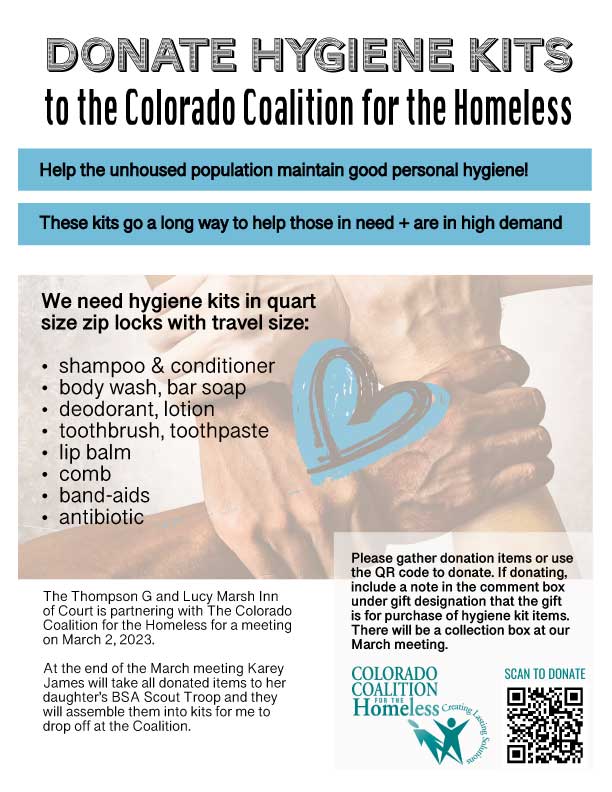 DONATE HYGIENE KITS
to the Colorado Coalition for the Homeless
Help the unhoused population maintain good personal hygiene!
These kits go a long way to help those in need + are in high demand
We need hygiene kits in quart
size zip locks with travel size:
• shampoo & conditioner
• body wash, bar soap
• deodorant, lotion
• toothbrush, toothpaste
• lip balm
• comb
• band-aids
• antibiotic
The Thompson G and Lucy Marsh Inn
of Court is partnering with The Colorado
Coalition for the Homeless for a meeting
on March 2, 2023.
At the end of the March meeting Karey
James will take all donated items to her
daughter's BSA Scout Troop and they
will assemble them into kits for me to
drop off at the Coalition.
Please gather donation items or use
the QR code to donate. If donating,
include a note in the comment box
under gift designation that the gift
is for purchase of hygiene kit items.
There will be a collection box at our
March meeting.
COLORADO
COALITION
FOR THE
Homeless
Creating Lasting Solutions
SCAN TO DONATE